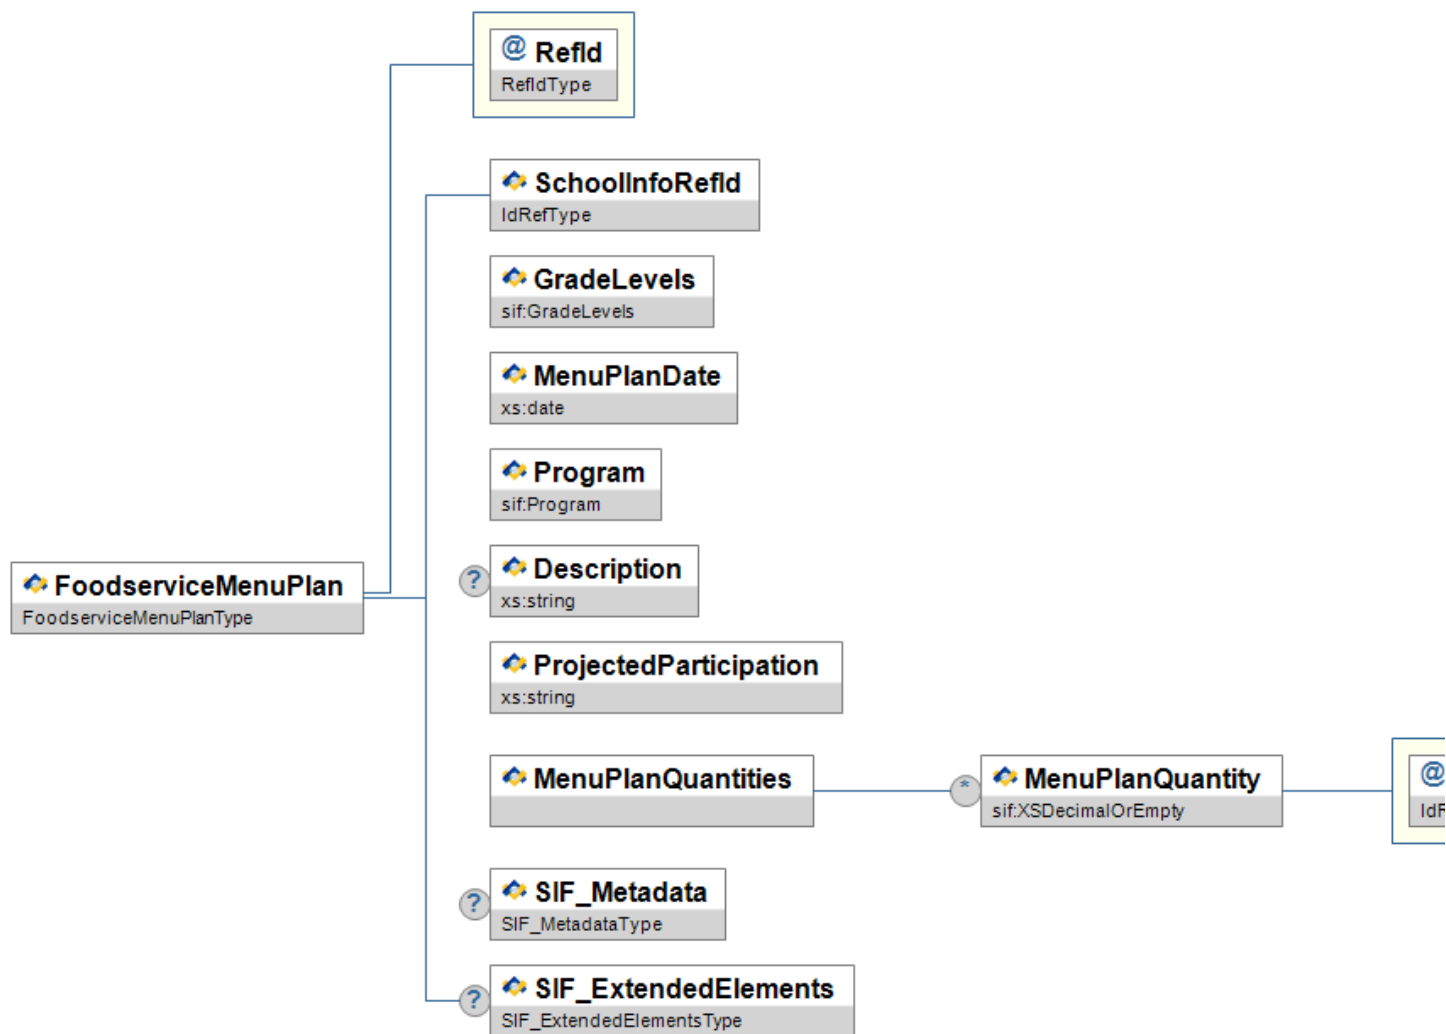 @ RefId
RefIdType
SchoolInfoRefId
IdRefType
GradeLevels
sif:GradeLevels
MenuPlanDate
xs:date
Program
sif:Program
FoodserviceMenuPlan
FoodserviceMenuPlanType
? Description
xs:string
ProjectedParticipation
xs:string
MenuPlanQuantities
* MenuPlanQuantity
sif:XSDecimalOrEmpty
@
? SIF_Metadata
SIF_MetadataType
? SIF_ExtendedElements
SIF_ExtendedElementsType